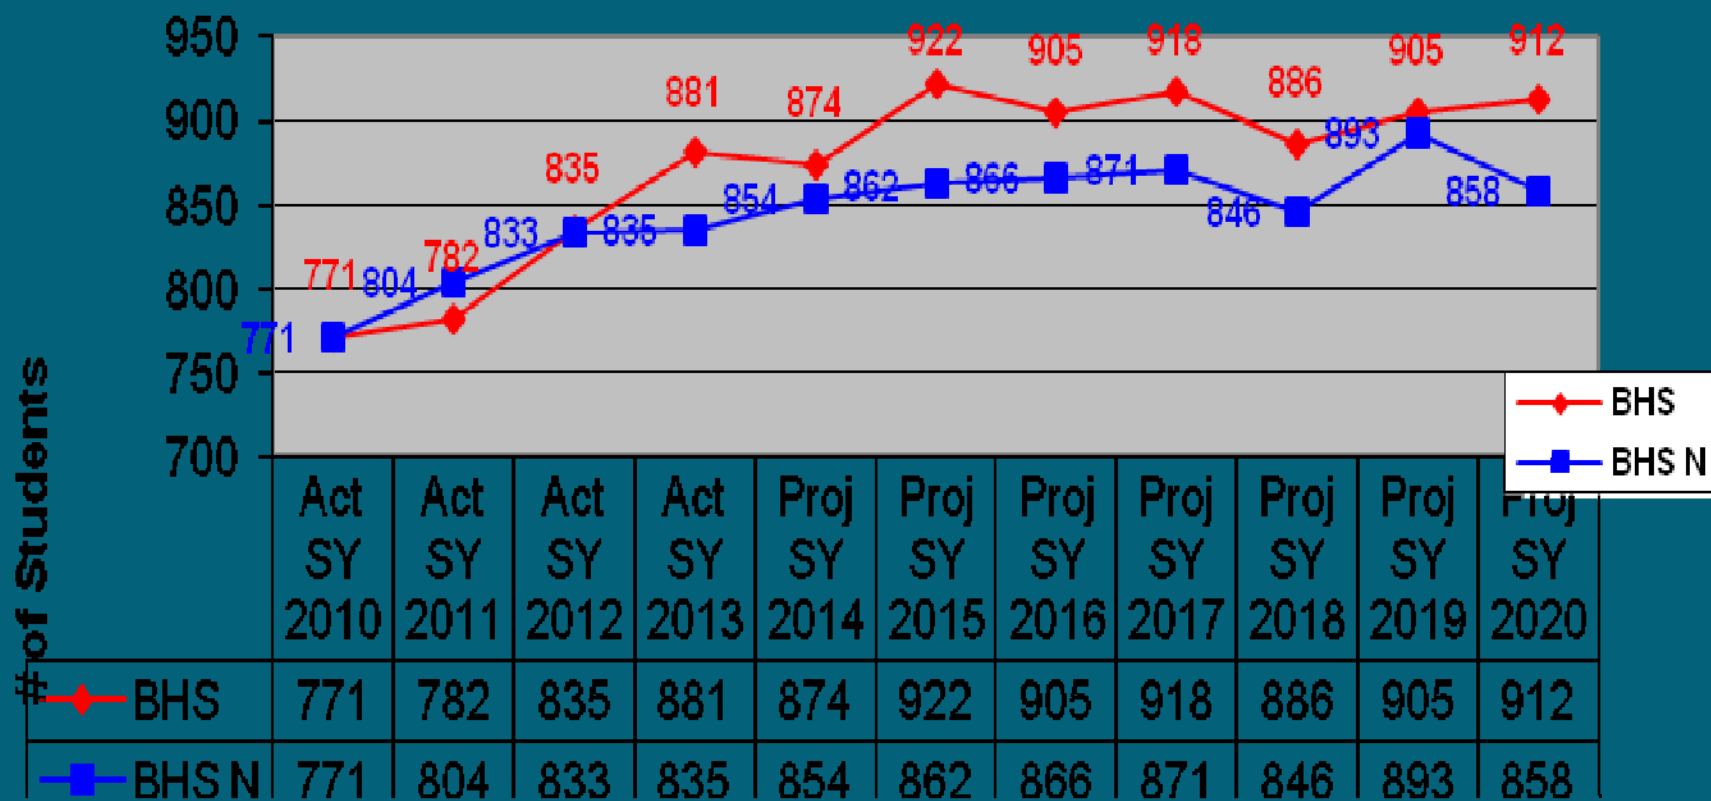 950
900
850
800
750
700
# of Students
771 782 835 881 874 922 905 918 886 905 912
771 804 833 835 854 862 866 871 846 893 858
BHS
BHS N
Act SY 2010
Act SY 2011
Act SY 2012
Act SY 2013
Proj SY 2014
Proj SY 2015
Proj SY 2016
Proj SY 2017
Proj SY 2018
Proj SY 2019
Proj SY 2020
BHS 771 782 835 881 874 922 905 918 886 905 912
BHS N 771 804 833 835 854 862 866 871 846 893 858